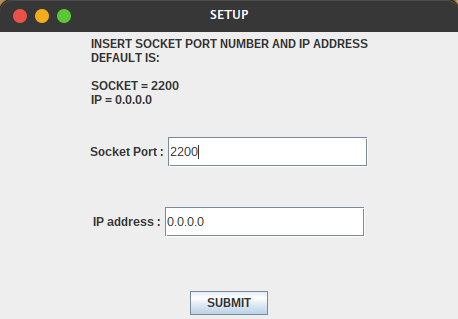 SETUP
INSERT SOCKET PORT NUMBER AND IP ADDRESS
DEFAULT IS:
SOCKET = 2200
IP = 0.0.0.0
Socket Port : 2200
IP address : 0.0.0.0
SUBMIT